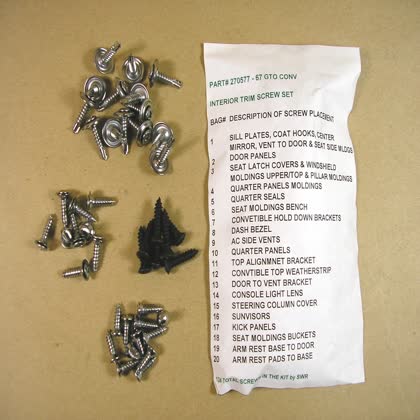 PART# 270577 - 67 GTO CONV
INTERIOR TRIM SCREW SET
BAG# DESCRIPTION OF SCREW PLACEMENT
1 SILL PLATES, COAT HOOKS, CENTER
MIRROR, VENT TO DOOR & SEAT SIDE MLDGS
2 DOOR PANELS
3 SEAT LATCH COVERS & WINDSHIELD
MOLDINGS UPPER/TOP & PILLAR MOLDINGS
4 QUARTER PANELS MOLDINGS
5 QUARTER SEALS
6 SEAT MOLDINGS BENCH
7 CONVETIBLE HOLD DOWN BRACKETS
8 DASH BEZEL
9 AC SIDE VENTS
10 QUARTER PANELS
11 TOP ALIGNMNET BRACKET
12 CONVTIBLE TOP WEATHERSTRIP
13 DOOR TO VENT BRACKET
14 CONSOLE LIGHT LENS
15 STEERING COLUMN COVER
16 SUNVISORS
17 KICK PANELS
18 SEAT MOLDINGS BUCKETS
19 ARM REST BASE TO DOOR
20 ARM REST PADS TO BASE
IN THE KIT by SWR